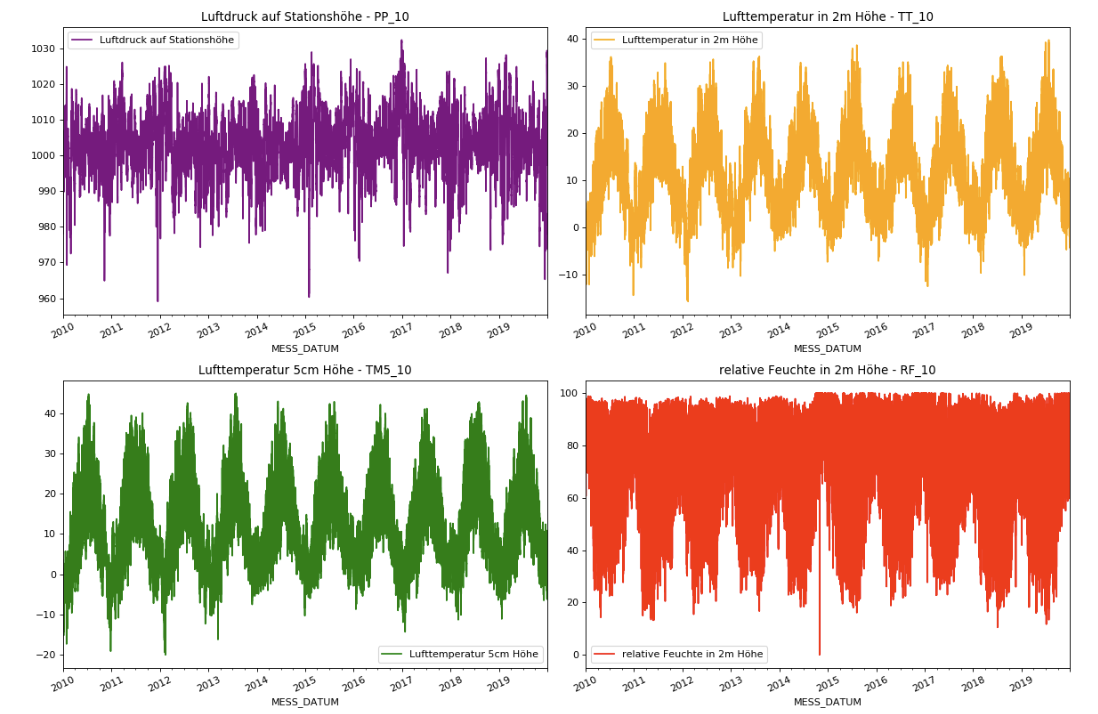 Luftdruck auf Stationshöhe - PP_10
Luftdruck auf Stationshöhe
1030
1020
1010
1000
990
980
970
960
2010 2011 2012 2013 2014 2015 2016 2017 2018 2019
MESS_DATUM
Lufttemperatur in 2m Höhe - TT_10
Lufttemperatur in 2m Höhe
40
30
20
10
0
−10
2010 2011 2012 2013 2014 2015 2016 2017 2018 2019
MESS_DATUM
Lufttemperatur 5cm Höhe - TM5_10
40
30
20
10
0
−10
−20
Lufttemperatur 5cm Höhe
2010 2011 2012 2013 2014 2015 2016 2017 2018 2019
MESS_DATUM
relative Feuchte in 2m Höhe - RF_10
100
80
60
40
20
0
relative Feuchte in 2m Höhe
2010 2011 2012 2013 2014 2015 2016 2017 2018 2019
MESS_DATUM